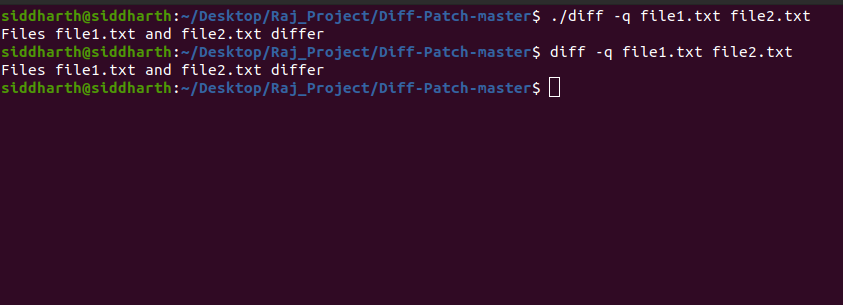 siddharth@siddharth:~/Desktop/Raj_Project/Diff-Patch-master$ ./diff -q file1.txt file2.txt
Files file1.txt and file2.txt differ
siddharth@siddharth:~/Desktop/Raj_Project/Diff-Patch-master$ diff -q file1.txt file2.txt
Files file1.txt and file2.txt differ
siddharth@siddharth:~/Desktop/Raj_Project/Diff-Patch-master$